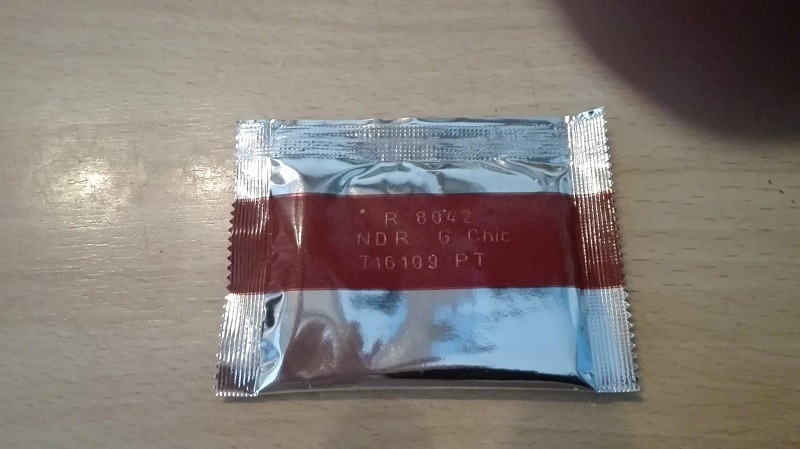 R 8042
NDR G Chic
T16109 PT